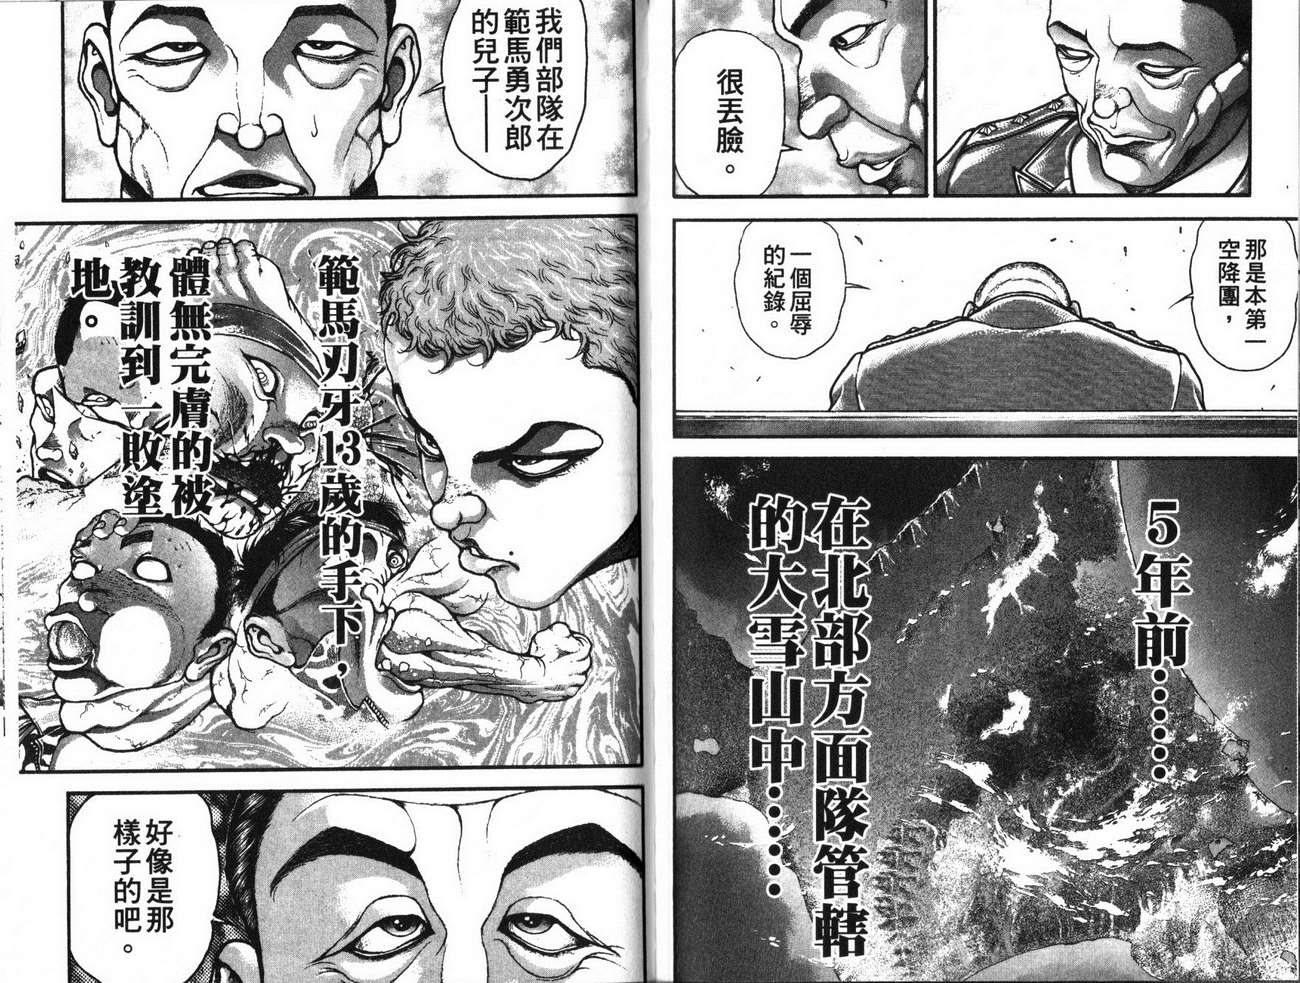 很丟臉。
那是本第一
空降團，
一個屈辱
的紀錄。
5年前……
在北部方面隊管轄
的大雪山中……
我們部隊在
範馬勇次郎
的兒子——
範馬刃牙13歲的手下，
體無完膚的被
教訓到一敗塗
地。
好像是那
樣子的吧。